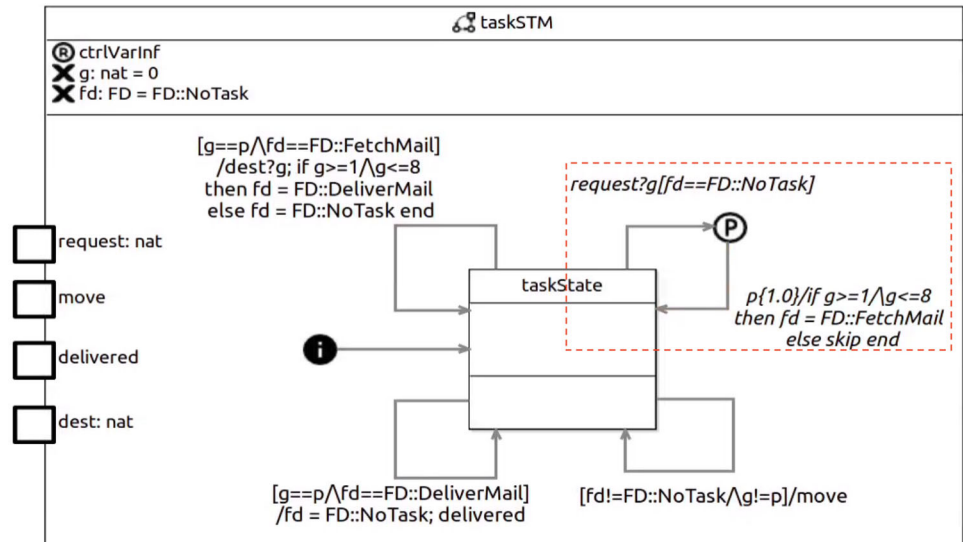 taskSTM
R ctrlVarInf
g: nat = 0
fd: FD = FD::NoTask
[g==p/\fd==FD::FetchMail]
/dest?g; if g>=1/\g<=8
then fd = FD::DeliverMail
else fd = FD::NoTask end
request?g[fd==FD::NoTask]
P
request: nat
move
delivered
dest: nat
taskState
p{1.0}/if g>=1/\g<=8
then fd = FD::FetchMail
else skip end
i
[g==p/\fd==FD::DeliverMail]
/fd = FD::NoTask; delivered
[fd!=FD::NoTask/\g!=p]/move